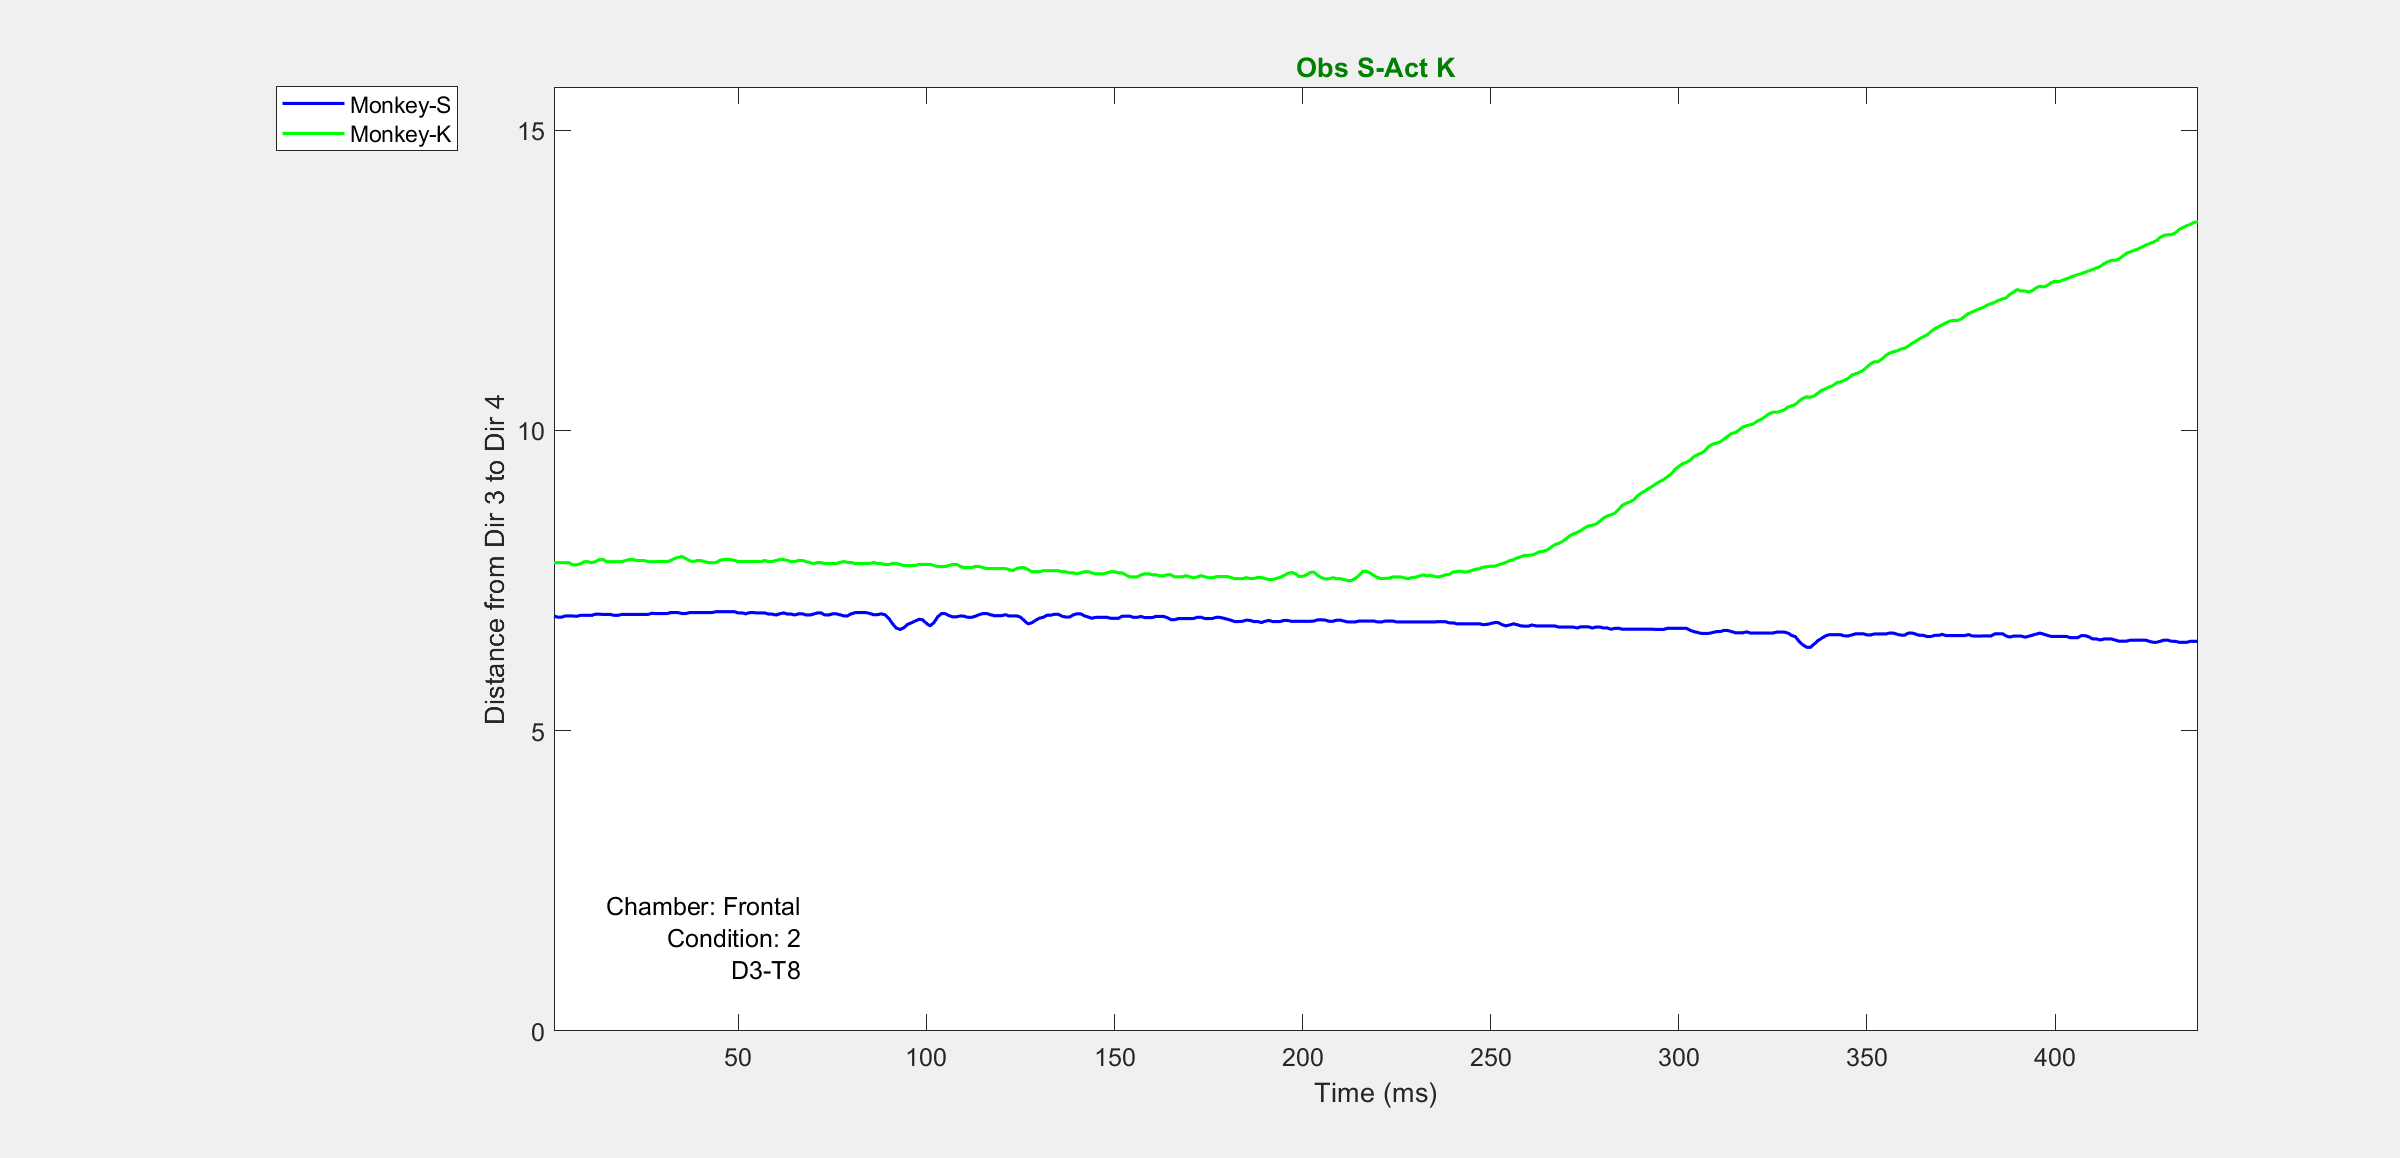 Obs S-Act K
Monkey-S
Monkey-K
15
10
5
0
Distance from Dir 3 to Dir 4
Chamber: Frontal
Condition: 2
D3-T8
50 100 150 200 250 300 350 400
Time (ms)